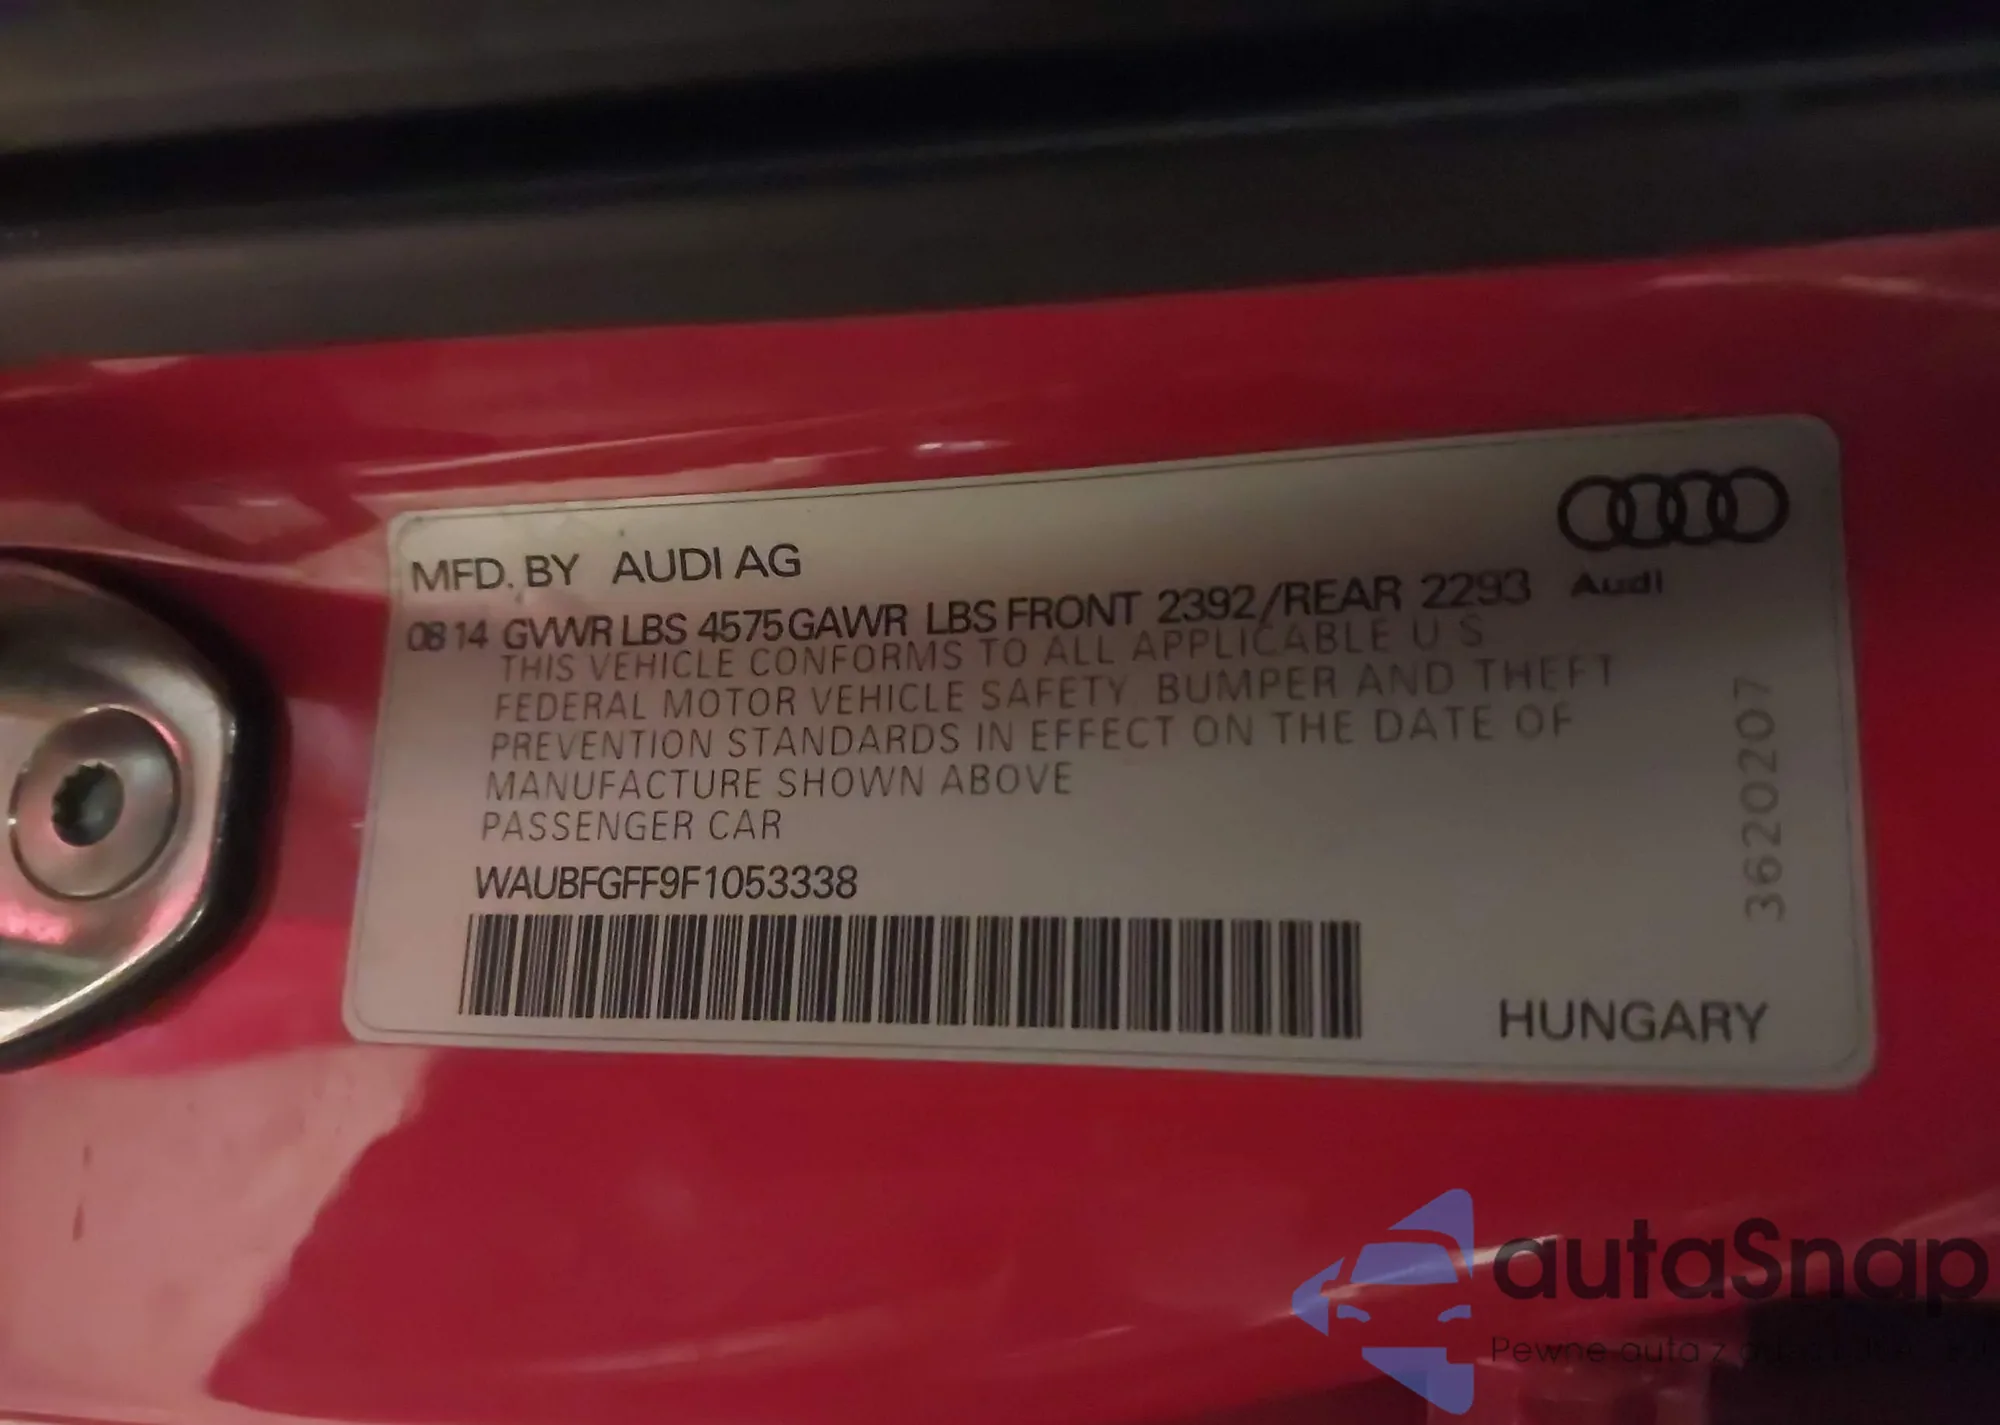 MFD. BY AUDI AG
Audi
08 14 GVWR LBS 4575 GAWR LBS FRONT 2392/REAR 2293
THIS VEHICLE CONFORMS TO ALL APPLICABLE U S
FEDERAL MOTOR VEHICLE SAFETY, BUMPER AND THEFT
PREVENTION STANDARDS IN EFFECT ON THE DATE OF
MANUFACTURE SHOWN ABOVE
PASSENGER CAR
WAUBFGFF9F1053338
3620207
HUNGARY
autaSnap
Pewne auta z